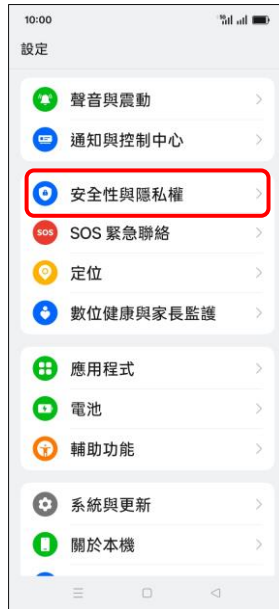 10:00
5G
設定
聲音與震動
通知與控制中心
安全性與隱私權
SOS SOS 緊急聯絡
定位
數位健康與家長監護
應用程式
電池
輔助功能
系統與更新
關於本機